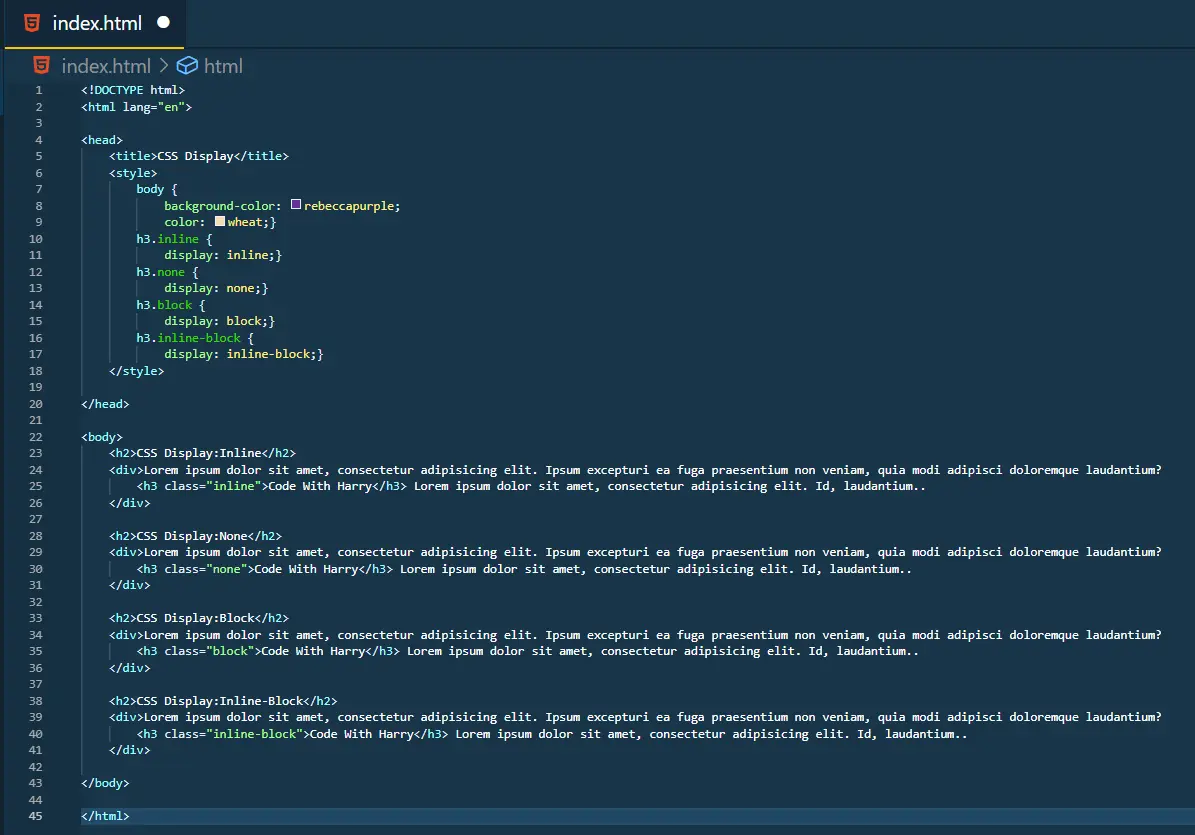 index.html
index.html > html
1 <!DOCTYPE html>
2 <html lang="en">
3
4 <head>
5 <title>CSS Display</title>
6 <style>
7 body {
8 background-color: rebeccapurple;
9 color: wheat;}
10 h3.inline {
11 display: inline;}
12 h3.none {
13 display: none;}
14 h3.block {
15 display: block;}
16 h3.inline-block {
17 display: inline-block;}
18 </style>
19
20 </head>
21
22 <body>
23 <h2>CSS Display:Inline</h2>
24 <div>Lorem ipsum dolor sit amet, consectetur adipisicing elit. Ipsum excepturi ea fuga praesentium non veniam, quia modi adipisci doloremque laudantium?
25 <h3 class="inline">Code With Harry</h3> Lorem ipsum dolor sit amet, consectetur adipisicing elit. Id, laudantium..
26 </div>
27
28 <h2>CSS Display:None</h2>
29 <div>Lorem ipsum dolor sit amet, consectetur adipisicing elit. Ipsum excepturi ea fuga praesentium non veniam, quia modi adipisci doloremque laudantium?
30 <h3 class="none">Code With Harry</h3> Lorem ipsum dolor sit amet, consectetur adipisicing elit. Id, laudantium..
31 </div>
32
33 <h2>CSS Display:Block</h2>
34 <div>Lorem ipsum dolor sit amet, consectetur adipisicing elit. Ipsum excepturi ea fuga praesentium non veniam, quia modi adipisci doloremque laudantium?
35 <h3 class="block">Code With Harry</h3> Lorem ipsum dolor sit amet, consectetur adipisicing elit. Id, laudantium..
36 </div>
37
38 <h2>CSS Display:Inline-Block</h2>
39 <div>Lorem ipsum dolor sit amet, consectetur adipisicing elit. Ipsum excepturi ea fuga praesentium non veniam, quia modi adipisci doloremque laudantium?
40 <h3 class="inline-block">Code With Harry</h3> Lorem ipsum dolor sit amet, consectetur adipisicing elit. Id, laudantium..
41 </div>
42
43 </body>
44
45 </html>